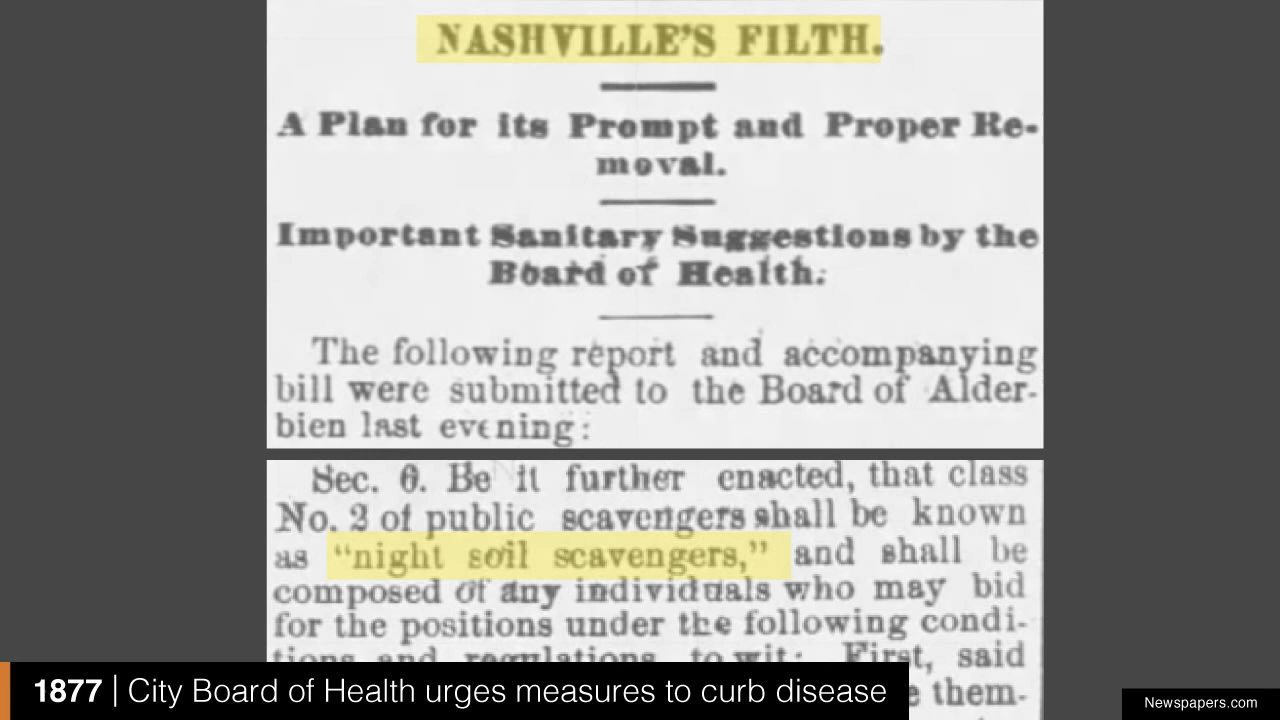 NASHVILLE'S FILTH.
A Plan for its Prompt and Proper Re-
moval.
Important Sanitary Suggestions by the
Board of Health.
The following report and accompanying
bill were submitted to the Board of Alder-
bien last evening:
Sec. 6. Be it further enacted, that class
No. 2 of public scavengers shall be known
as "night soil scavengers," and shall be
composed of any individuals who may bid
for the positions under the following condi-
tions and regulations, to wit: First, said
them-
1877 | City Board of Health urges measures to curb disease
Newspapers.com